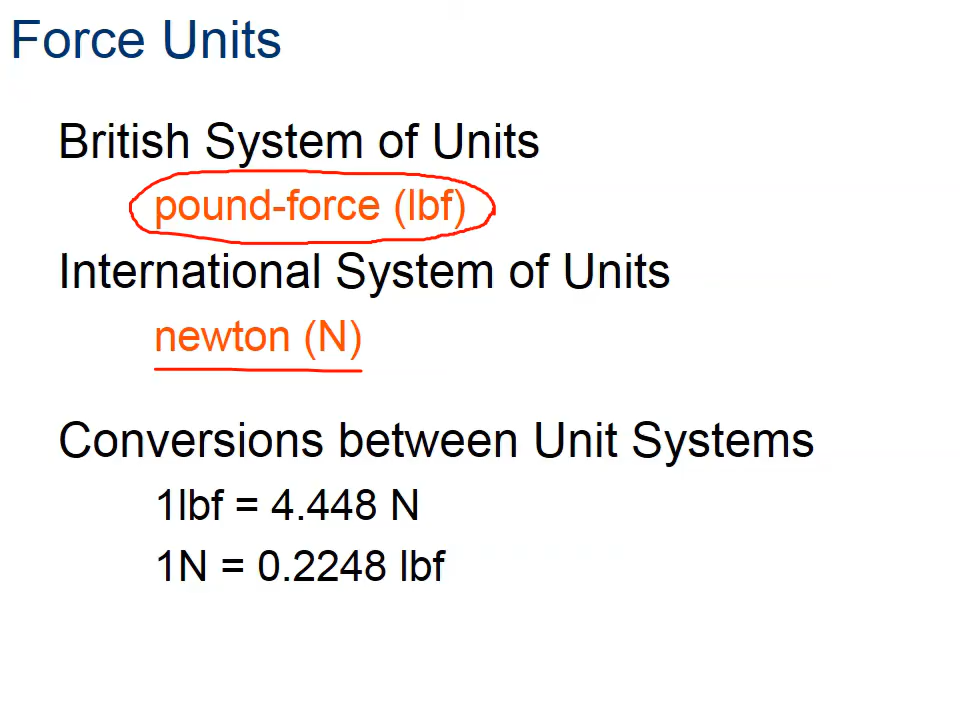 Force Units
British System of Units
pound-force (lbf)
International System of Units
newton (N)
Conversions between Unit Systems
1lbf = 4.448 N
1N = 0.2248 lbf